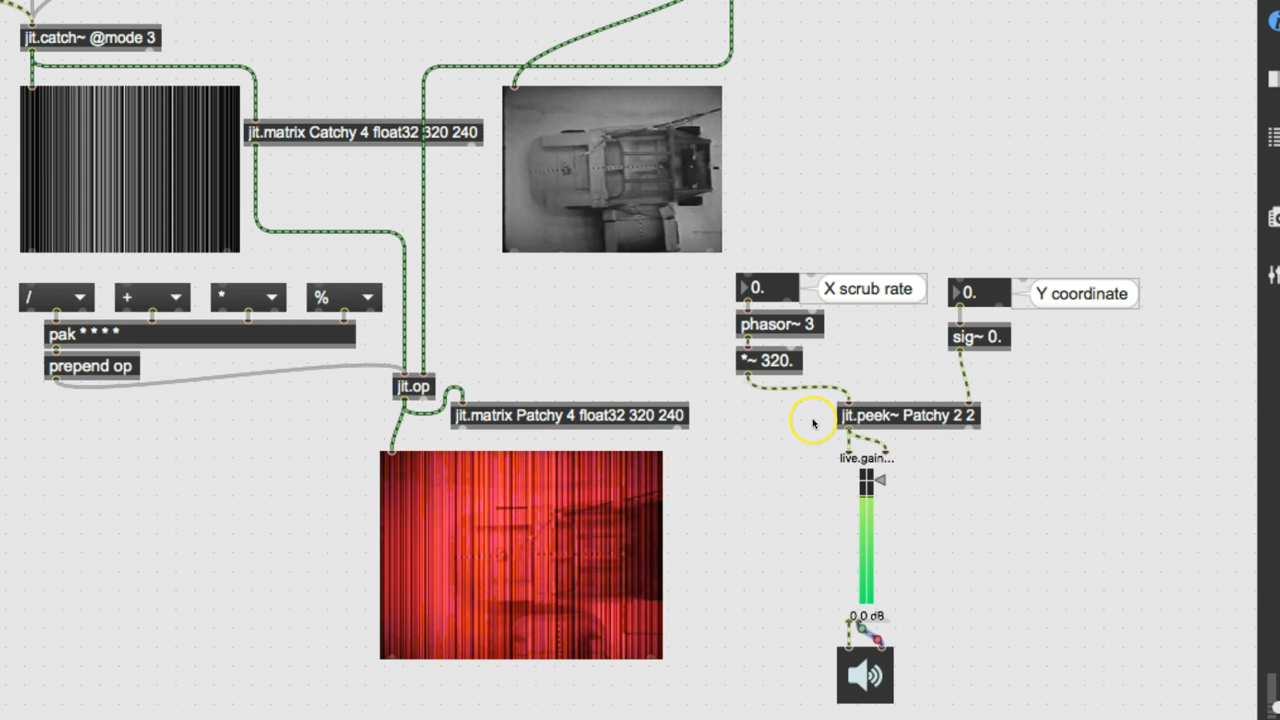 jit.catch~ @mode 3
jit.matrix Catchy 4 float32 320 240
/
+
*
%
pak * * * *
prepend op
jit.op
jit.matrix Patchy 4 float32 320 240
0.
X scrub rate
0.
Y coordinate
phasor~ 3
sig~ 0.
*~ 320.
jit.peek~ Patchy 2 2
live.gain...
0.0 dB